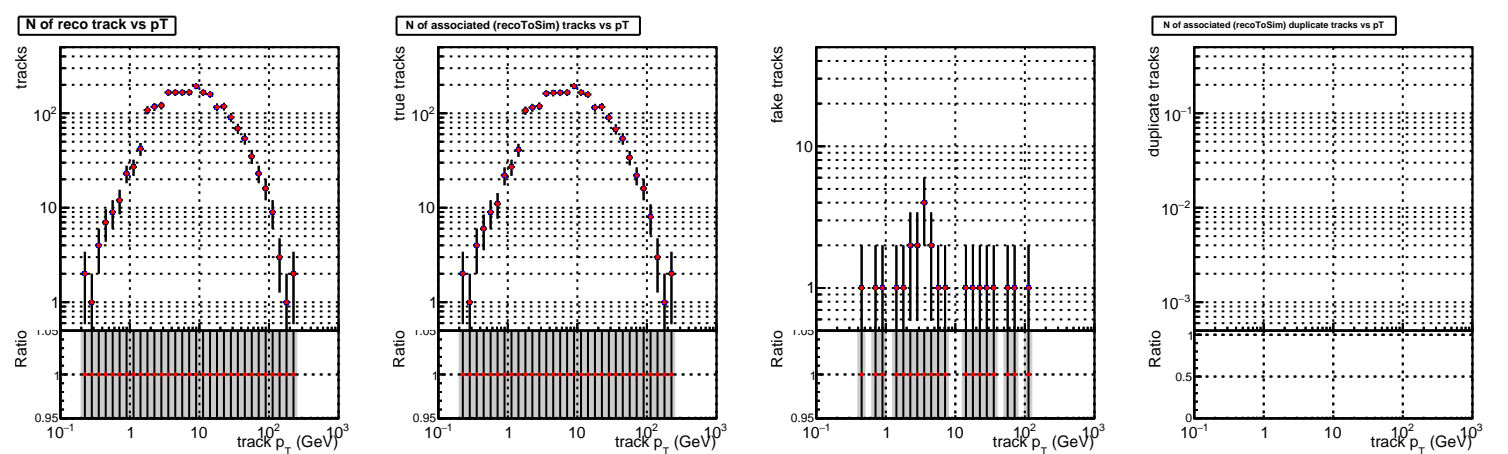 N of reco track vs pT
tracks
10²
10
1
Ratio
1.05
1
0.95
10⁻¹ 1 10 10² 10³
track p_T (GeV)
N of associated (recoToSim) tracks vs pT
true tracks
10²
10
1
Ratio
1.05
1
0.95
10⁻¹ 1 10 10² 10³
track p_T (GeV)
fake tracks
10
1
Ratio
1.05
1
0.95
10⁻¹ 1 10 10² 10³
track p_T (GeV)
N of associated (recoToSim) duplicate tracks vs pT
duplicate tracks
10⁻¹
10⁻²
10⁻³
Ratio
1
0.5
0
10⁻¹ 1 10 10² 10³
track p_T (GeV)